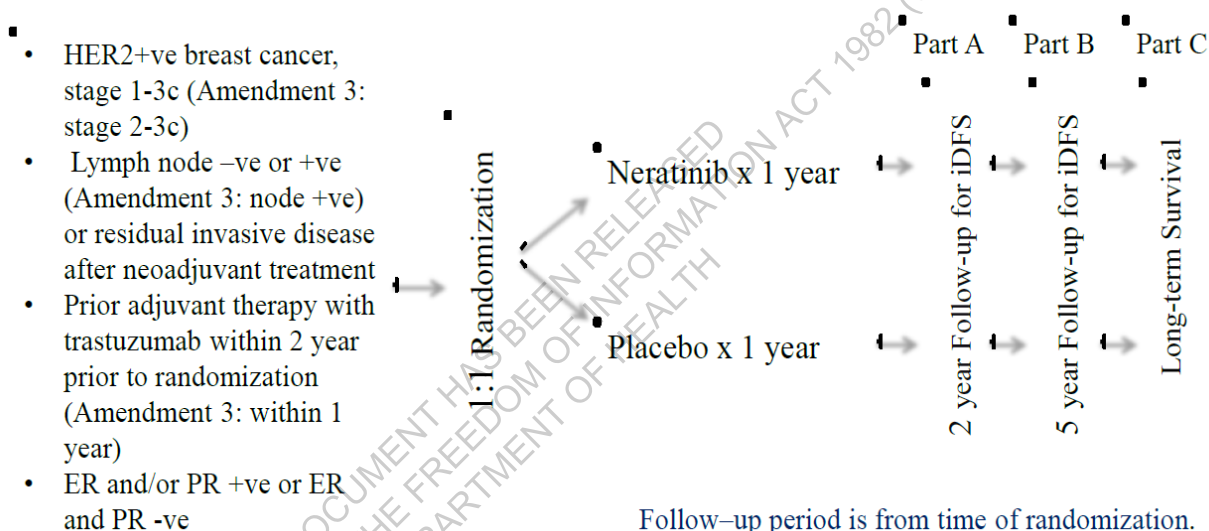 • HER2+ve breast cancer,
stage 1-3c (Amendment 3:
stage 2-3c)
• Lymph node –ve or +ve
(Amendment 3: node +ve)
or residual invasive disease
after neoadjuvant treatment
• Prior adjuvant therapy with
trastuzumab within 2 year
prior to randomization
(Amendment 3: within 1
year)
• ER and/or PR +ve or ER
and PR -ve
1:1 Randomization
Neratinib x 1 year
Placebo x 1 year
Part A
Part B
Part C
2 year Follow-up for iDFS
5 year Follow-up for iDFS
Long-term Survival
Follow–up period is from time of randomization.
DOCUMENT HAS BEEN RELEASED
THE FREEDOM OF INFORMATION ACT 1982 (
DEPARTMENT OF HEALTH